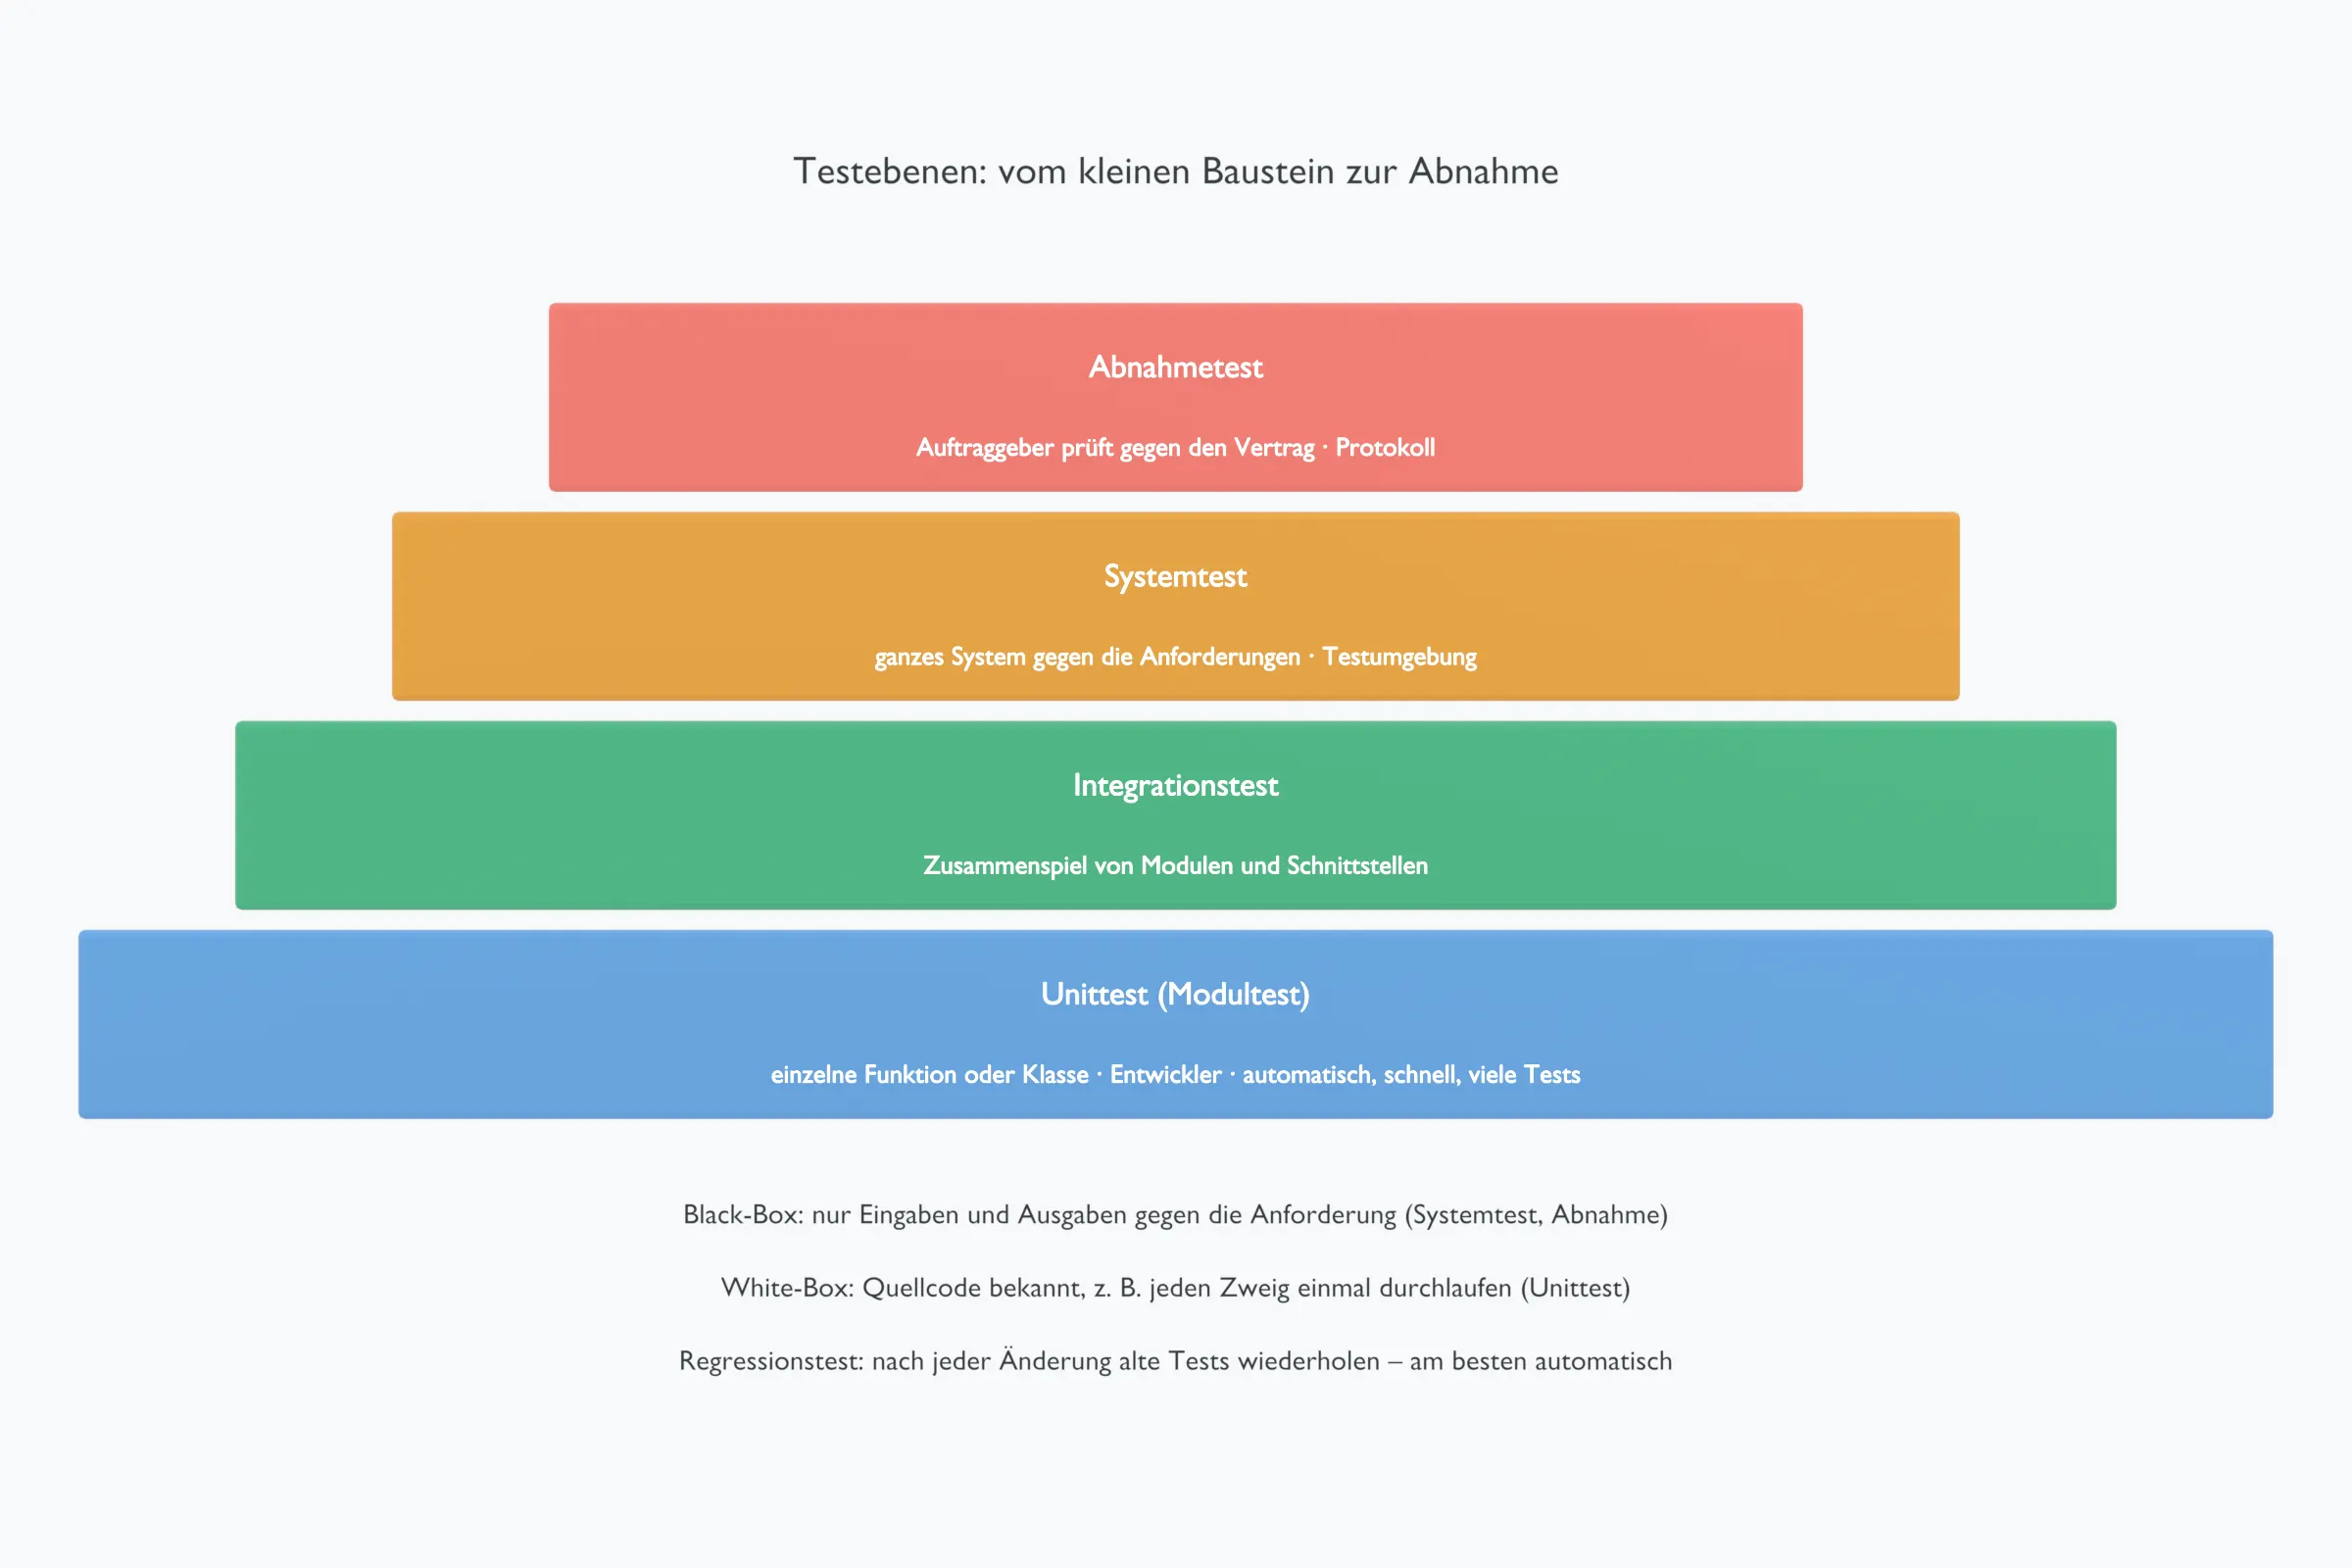 Testebenen: vom kleinen Baustein zur Abnahme
Abnahmetest
Auftraggeber prüft gegen den Vertrag · Protokoll
Systemtest
ganzes System gegen die Anforderungen · Testumgebung
Integrationstest
Zusammenspiel von Modulen und Schnittstellen
Unittest (Modultest)
einzelne Funktion oder Klasse · Entwickler · automatisch, schnell, viele Tests
Black-Box: nur Eingaben und Ausgaben gegen die Anforderung (Systemtest, Abnahme)
White-Box: Quellcode bekannt, z. B. jeden Zweig einmal durchlaufen (Unittest)
Regressionstest: nach jeder Änderung alte Tests wiederholen – am besten automatisch